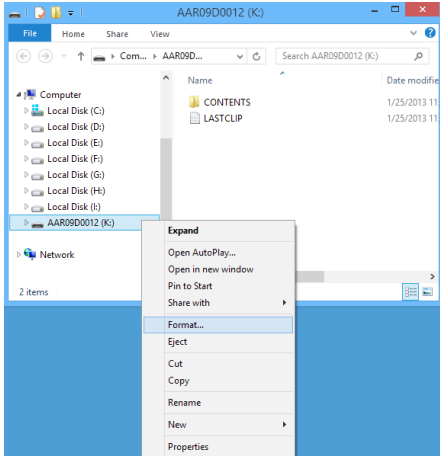 AAR09D0012 (K:)
File Home Share View
Com... AAR09D... Search AAR09D0012 (K:)
Name Date modifie
Computer
Local Disk (C:)
Local Disk (D:)
Local Disk (E:)
Local Disk (F:)
Local Disk (G:)
Local Disk (H:)
Local Disk (I:)
AAR09D0012 (K:)
Network
CONTENTS 1/25/2013 11
LASTCLIP 1/25/2013 11
2 items
Expand
Open AutoPlay...
Open in new window
Pin to Start
Share with
Format...
Eject
Cut
Copy
Rename
New
Properties